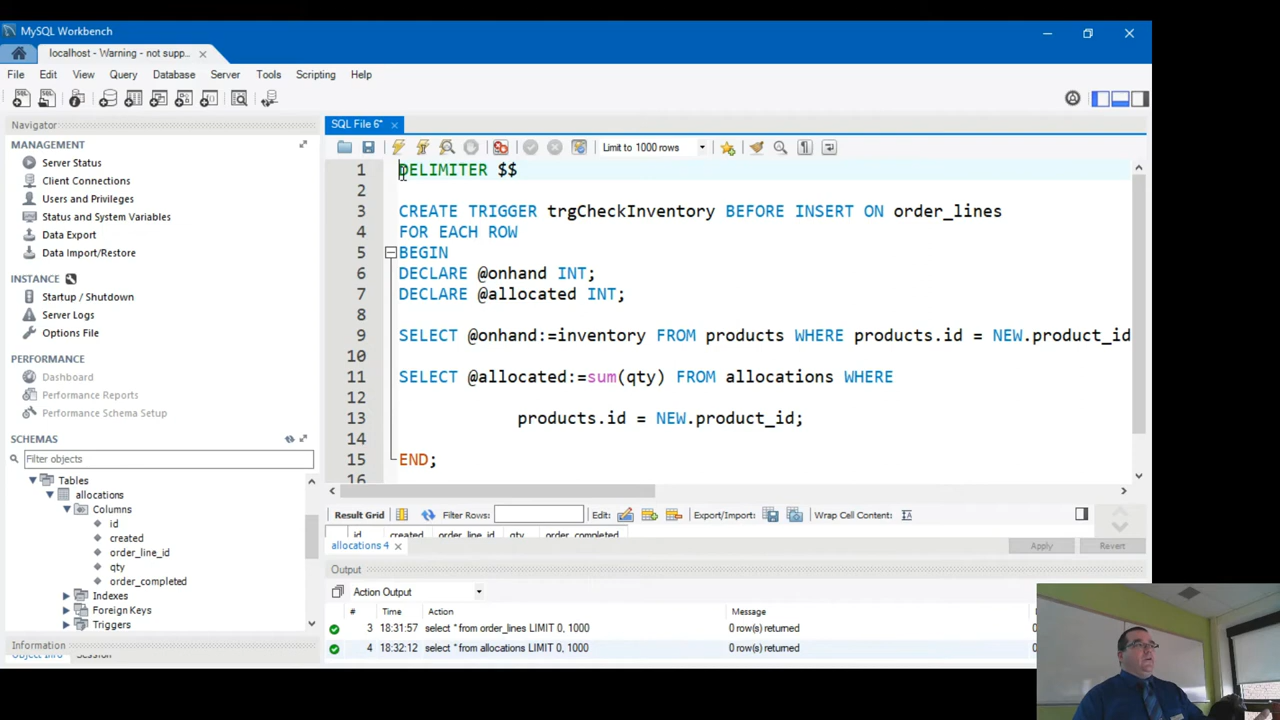 MySQL Workbench
localhost - Warning - not supp...
File Edit View Query Database Server Tools Scripting Help
Navigator
MANAGEMENT
Server Status
Client Connections
Users and Privileges
Status and System Variables
Data Export
Data Import/Restore
INSTANCE
Startup / Shutdown
Server Logs
Options File
PERFORMANCE
Dashboard
Performance Reports
Performance Schema Setup
SCHEMAS
Filter objects
Tables
allocations
Columns
id
created
order_line_id
qty
order_completed
Indexes
Foreign Keys
Triggers
Information
Object Info Session
SQL File 6*
Limit to 1000 rows
1 DELIMITER $$
2
3 CREATE TRIGGER trgCheckInventory BEFORE INSERT ON order_lines
4 FOR EACH ROW
5 BEGIN
6 DECLARE @onhand INT;
7 DECLARE @allocated INT;
8
9 SELECT @onhand:=inventory FROM products WHERE products.id = NEW.product_id
10
11 SELECT @allocated:=sum(qty) FROM allocations WHERE
12
13 products.id = NEW.product_id;
14
15 END;
16
Result Grid Filter Rows: Edit: Export/Import: Wrap Cell Content:
id created order_line_id qty order_completed
allocations 4 Apply Revert
Output
Action Output
# Time Action Message
3 18:31:57 select * from order_lines LIMIT 0, 1000 0 row(s) returned
4 18:32:12 select * from allocations LIMIT 0, 1000 0 row(s) returned